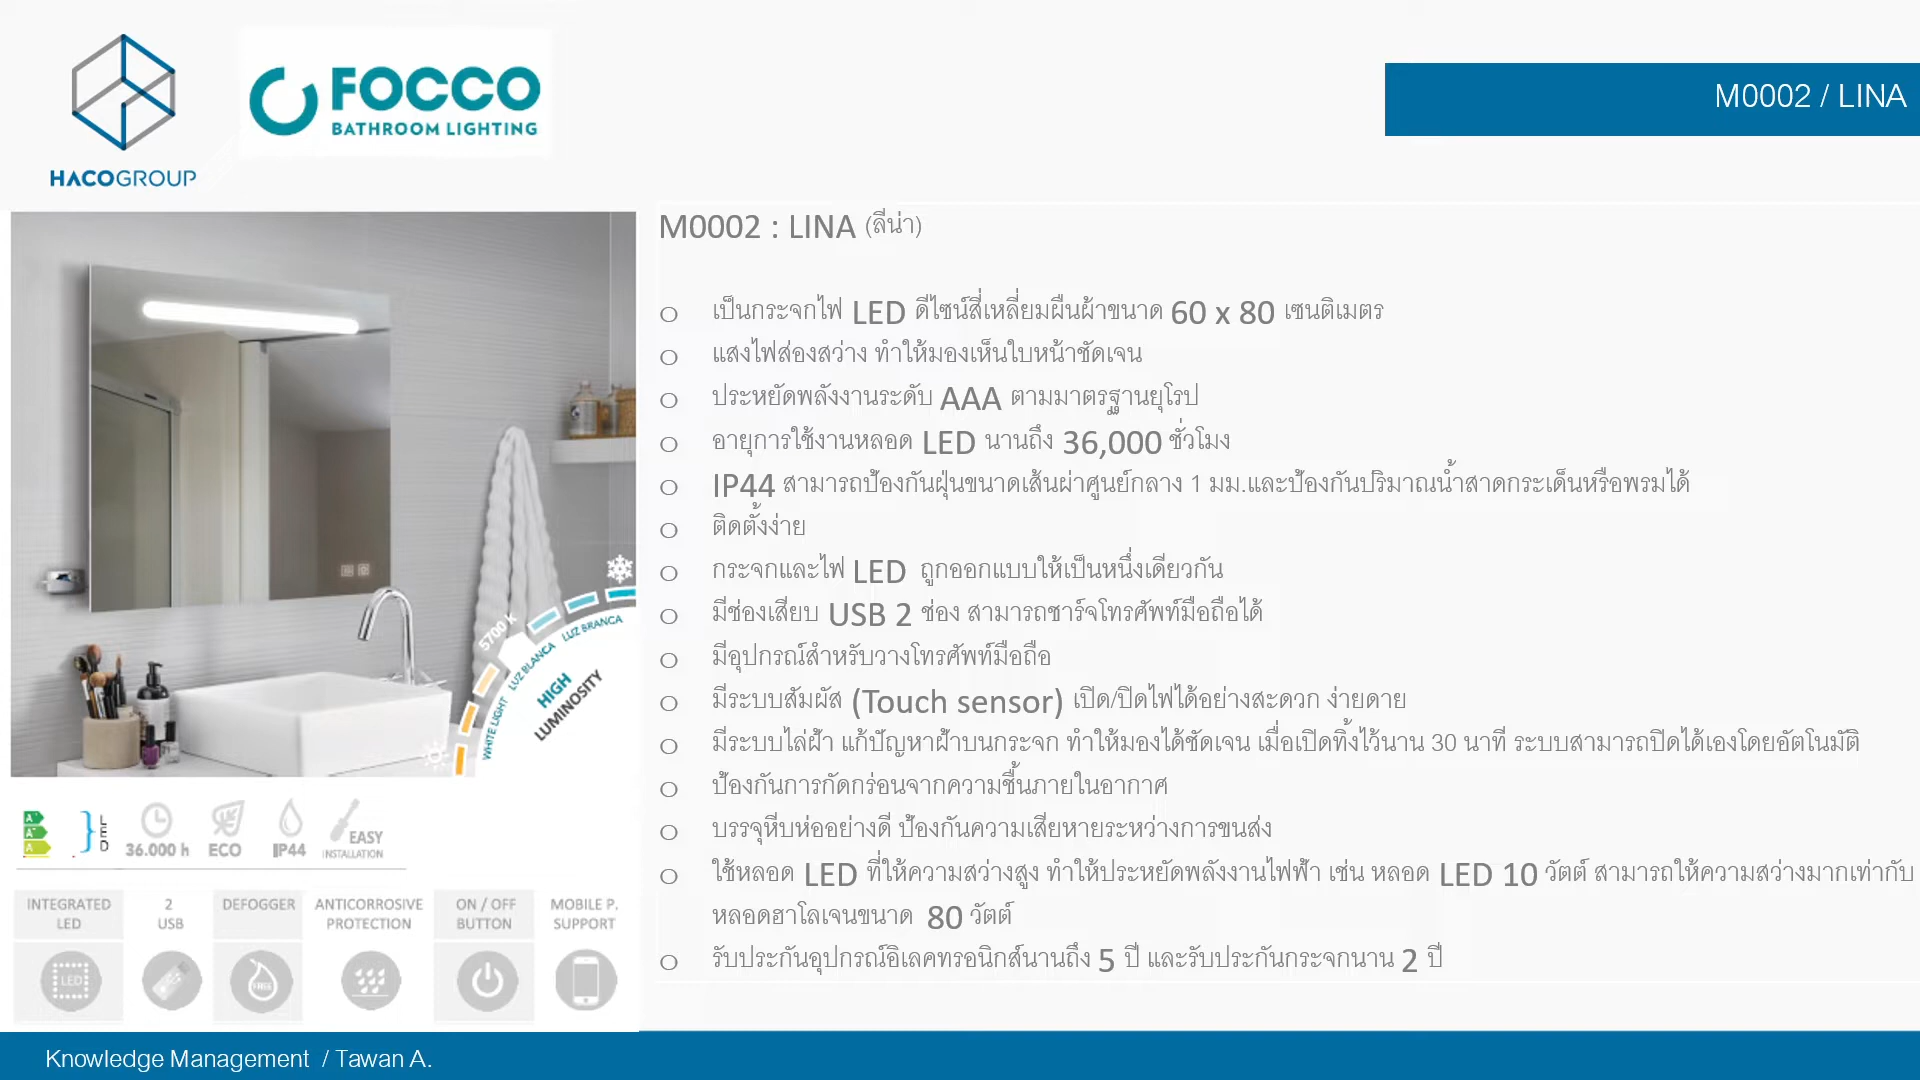 HACOGROUP
FOCCO
BATHROOM LIGHTING
M0002 / LINA
M0002 : LINA (ลีน่า)
o เป็นกระจกไฟ LED ดีไซน์สี่เหลี่ยมผืนผ้าขนาด 60 x 80 เซนติเมตร
o แสงไฟส่องสว่าง ทำให้มองเห็นใบหน้าชัดเจน
o ประหยัดพลังงานระดับ AAA ตามมาตรฐานยุโรป
o อายุการใช้งานหลอด LED นานถึง 36,000 ชั่วโมง
o IP44 สามารถป้องกันฝุ่นขนาดเส้นผ่าศูนย์กลาง 1 มม.และป้องกันปริมาณน้ำสาดกระเด็นหรือพรมได้
o ติดตั้งง่าย
o กระจกและไฟ LED ถูกออกแบบให้เป็นหนึ่งเดียวกัน
o มีช่องเสียบ USB 2 ช่อง สามารถชาร์จโทรศัพท์มือถือได้
o มีอุปกรณ์สำหรับวางโทรศัพท์มือถือ
o มีระบบสัมผัส (Touch sensor) เปิด/ปิดไฟได้อย่างสะดวก ง่ายดาย
o มีระบบไล่ฝ้า แก้ปัญหาฝ้าบนกระจก ทำให้มองได้ชัดเจน เมื่อเปิดทิ้งไว้นาน 30 นาที ระบบสามารถปิดได้เองโดยอัตโนมัติ
o ป้องกันการกัดกร่อนจากความชื้นภายในอากาศ
o บรรจุหีบห่ออย่างดี ป้องกันความเสียหายระหว่างการขนส่ง
o ใช้หลอด LED ที่ให้ความสว่างสูง ทำให้ประหยัดพลังงานไฟฟ้า เช่น หลอด LED 10 วัตต์ สามารถให้ความสว่างมากเท่ากับ
หลอดฮาโลเจนขนาด 80 วัตต์
o รับประกันอุปกรณ์อิเลคทรอนิกส์นานถึง 5 ปี และรับประกันกระจกนาน 2 ปี
5700 K
WHITE LIGHT LUZ BLANCA LUZ BRANCA
HIGH
LUMINOSITY
A++
A+
A
LED
36.000 h
ECO
IP44
EASY
INSTALLATION
INTEGRATED
LED
2
USB
DEFOGGER
ANTICORROSIVE
PROTECTION
ON / OFF
BUTTON
MOBILE P.
SUPPORT
LED
FREE
Knowledge Management / Tawan A.